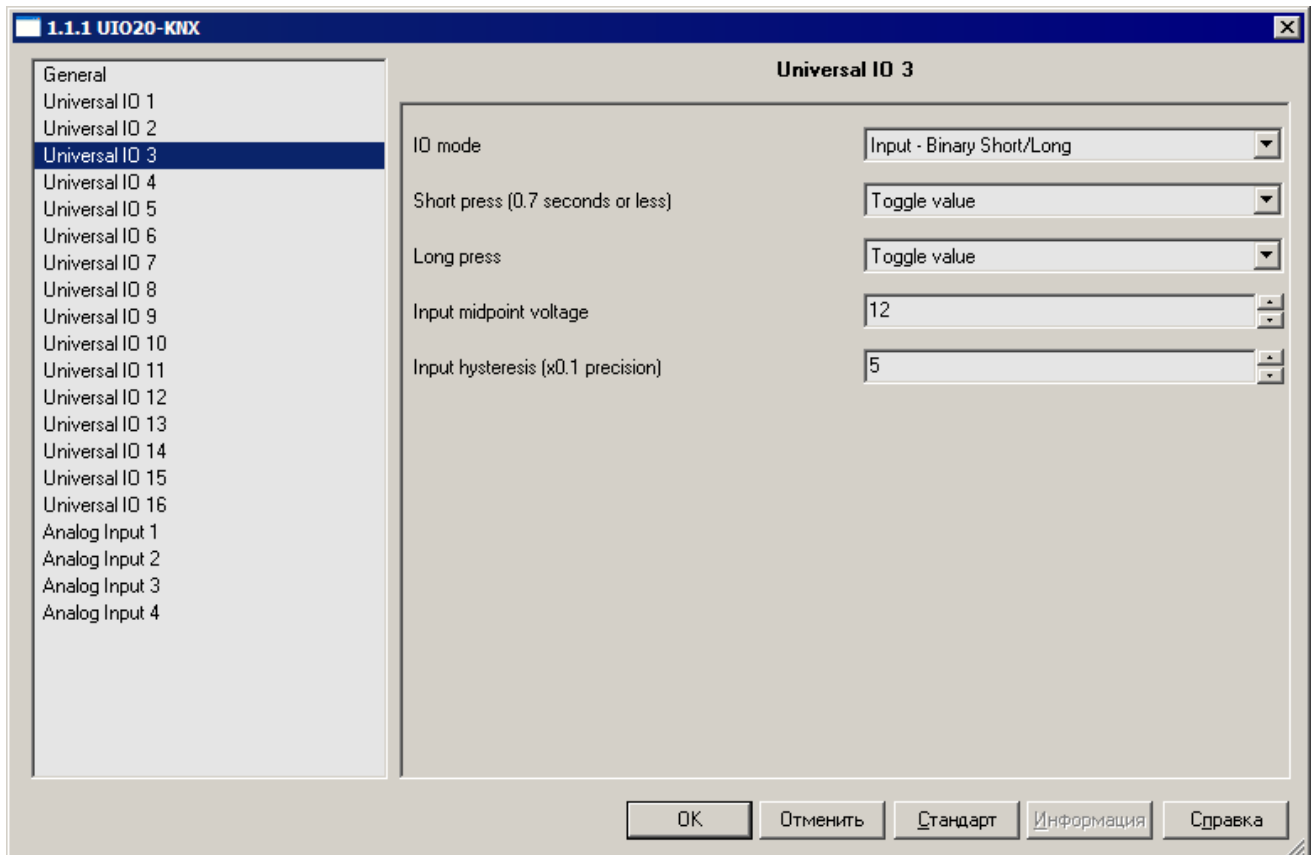 1.1.1 UIO20-KNX
General
Universal IO 1
Universal IO 2
Universal IO 3
Universal IO 4
Universal IO 5
Universal IO 6
Universal IO 7
Universal IO 8
Universal IO 9
Universal IO 10
Universal IO 11
Universal IO 12
Universal IO 13
Universal IO 14
Universal IO 15
Universal IO 16
Analog Input 1
Analog Input 2
Analog Input 3
Analog Input 4
Universal IO 3
IO mode Input - Binary Short/Long
Short press (0.7 seconds or less) Toggle value
Long press Toggle value
Input midpoint voltage 12
Input hysteresis (x0.1 precision) 5
OK Отменить Стандарт Информация Справка